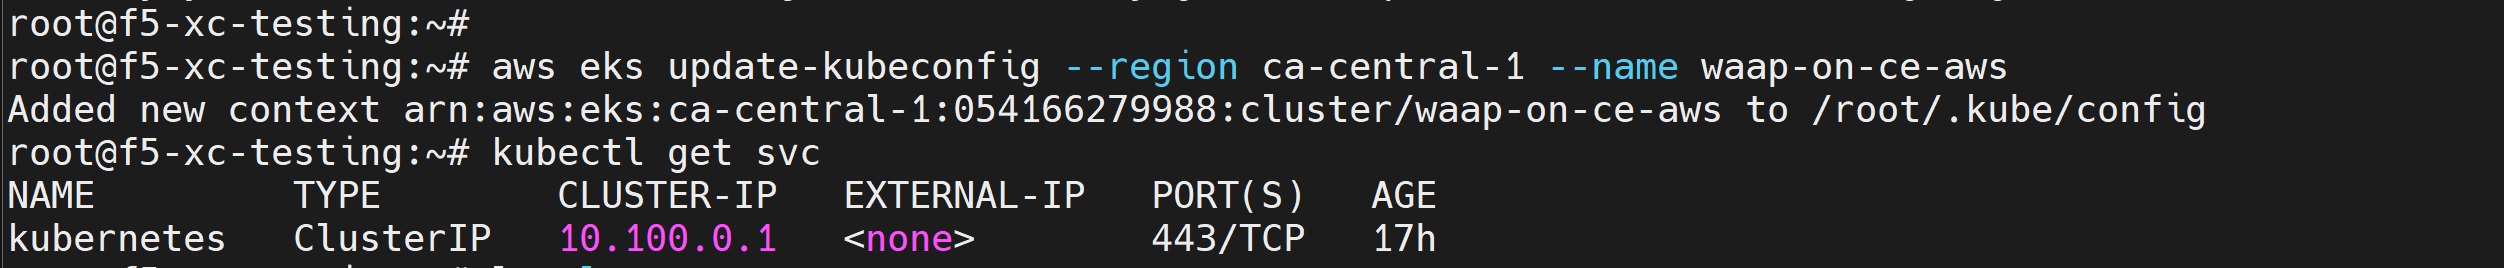 root@f5-xc-testing:~#
root@f5-xc-testing:~# aws eks update-kubeconfig --region ca-central-1 --name waap-on-ce-aws
Added new context arn:aws:eks:ca-central-1:054166279988:cluster/waap-on-ce-aws to /root/.kube/config
root@f5-xc-testing:~# kubectl get svc
NAME TYPE CLUSTER-IP EXTERNAL-IP PORT(S) AGE
kubernetes ClusterIP 10.100.0.1 <none> 443/TCP 17h